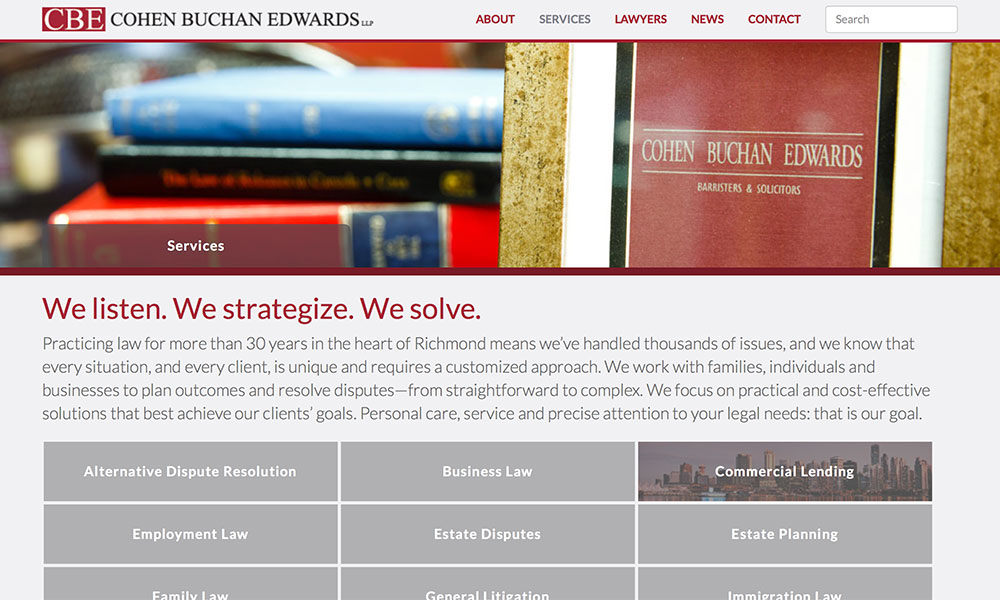 CBE COHEN BUCHAN EDWARDS LLP
ABOUT SERVICES LAWYERS NEWS CONTACT Search
COHEN BUCHAN EDWARDS
BARRISTERS & SOLICITORS
Services
We listen. We strategize. We solve.
Practicing law for more than 30 years in the heart of Richmond means we’ve handled thousands of issues, and we know that
every situation, and every client, is unique and requires a customized approach. We work with families, individuals and
businesses to plan outcomes and resolve disputes—from straightforward to complex. We focus on practical and cost-effective
solutions that best achieve our clients’ goals. Personal care, service and precise attention to your legal needs: that is our goal.
Alternative Dispute Resolution Business Law Commercial Lending
Employment Law Estate Disputes Estate Planning
Family Law General Litigation Immigration Law